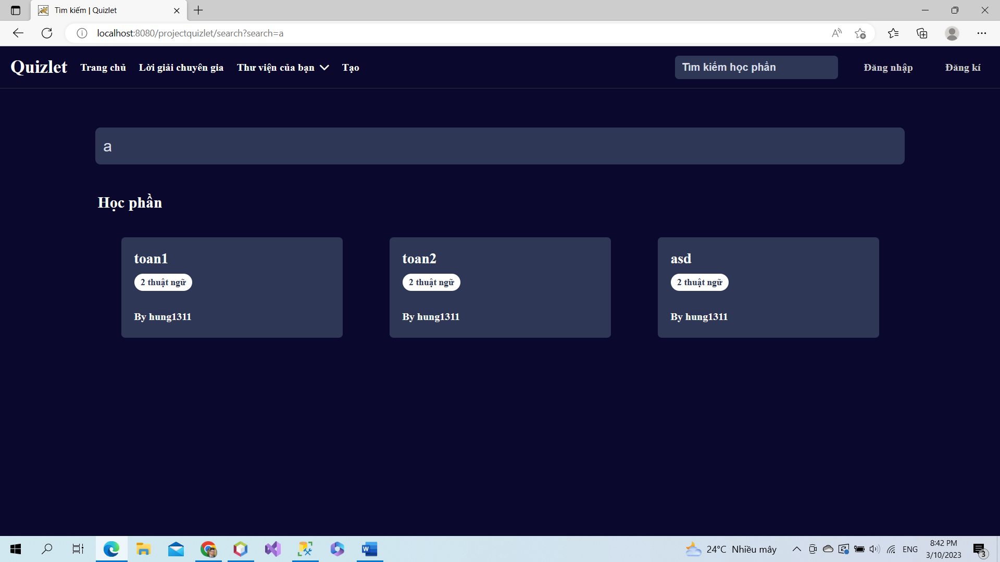 Tìm kiếm | Quizlet
localhost:8080/projectquizlet/search?search=a
Quizlet Trang chủ Lời giải chuyên gia Thư viện của bạn Tạo Tìm kiếm học phần Đăng nhập Đăng kí
a
Học phần
toan1
2 thuật ngữ
By hung1311
toan2
2 thuật ngữ
By hung1311
asd
2 thuật ngữ
By hung1311
24°C Nhiều mây
ENG
8:42 PM
3/10/2023
3